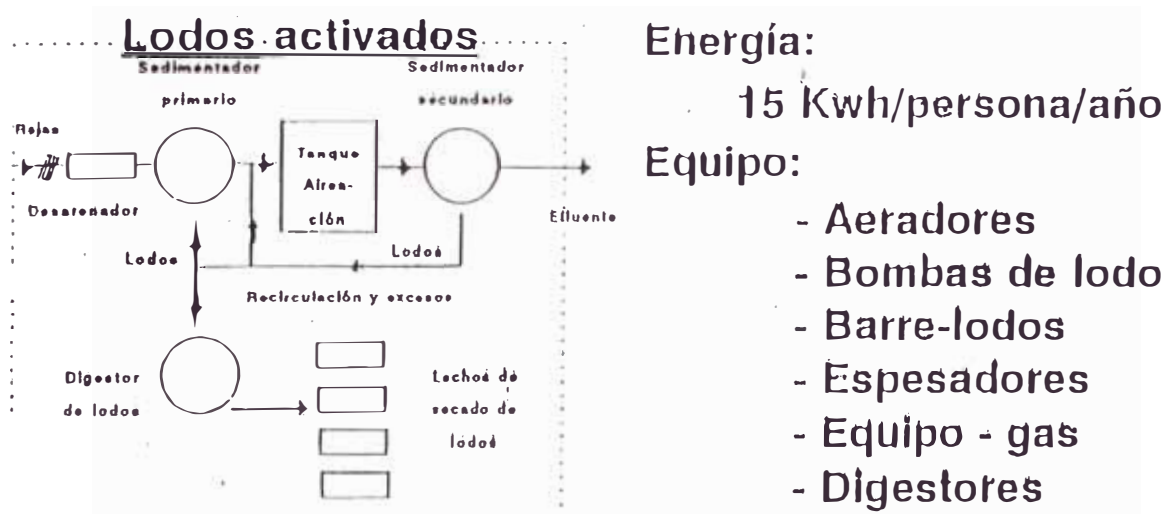 Lodos activados
Sedimentador
primario
Sedimentador
secundario
Rejas
Desarenador
Tanque
Airea-
ción
Efluente
Lodos
Lodos
Recirculación y excesos
Digestor
de lodos
Lechos de
secado de
lodos
Energía:
15 Kwh/persona/año
Equipo:
- Aeradores
- Bombas de lodo
- Barre-lodos
- Espesadores
- Equipo - gas
- Digestores